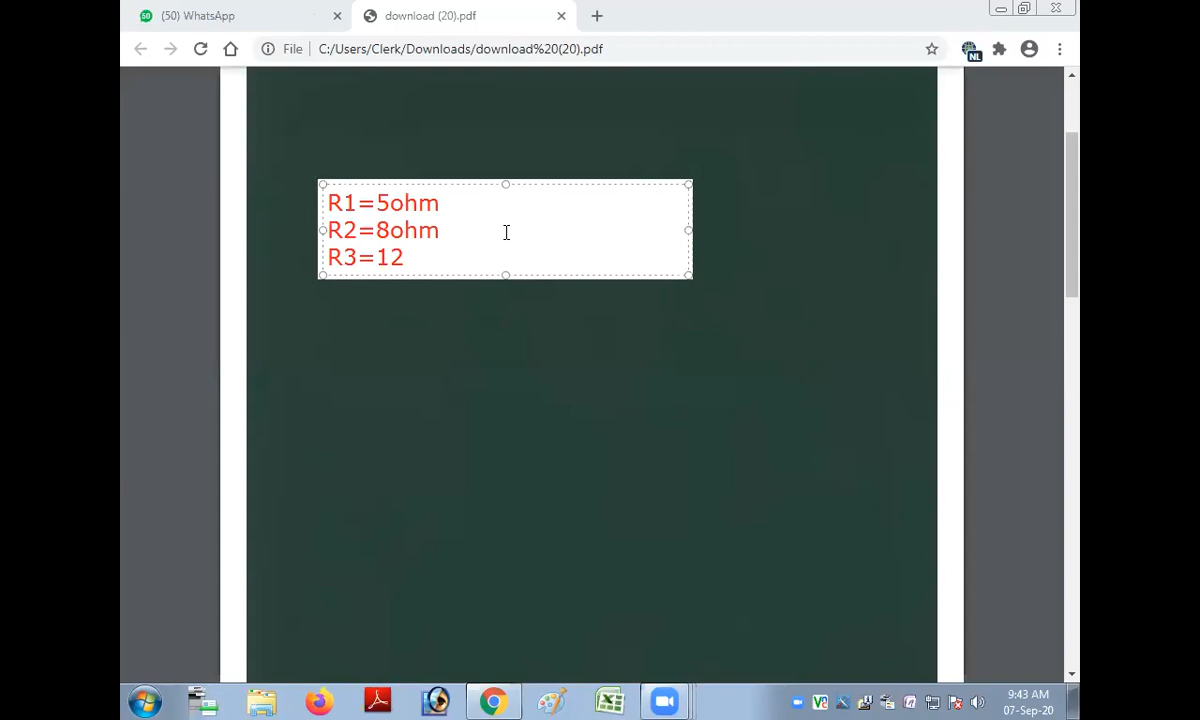 (50) WhatsApp
download (20).pdf
File
C:/Users/Clerk/Downloads/download%20(20).pdf
NL
R1=5ohm
R2=8ohm
R3=12
9:43 AM
07-Sep-20